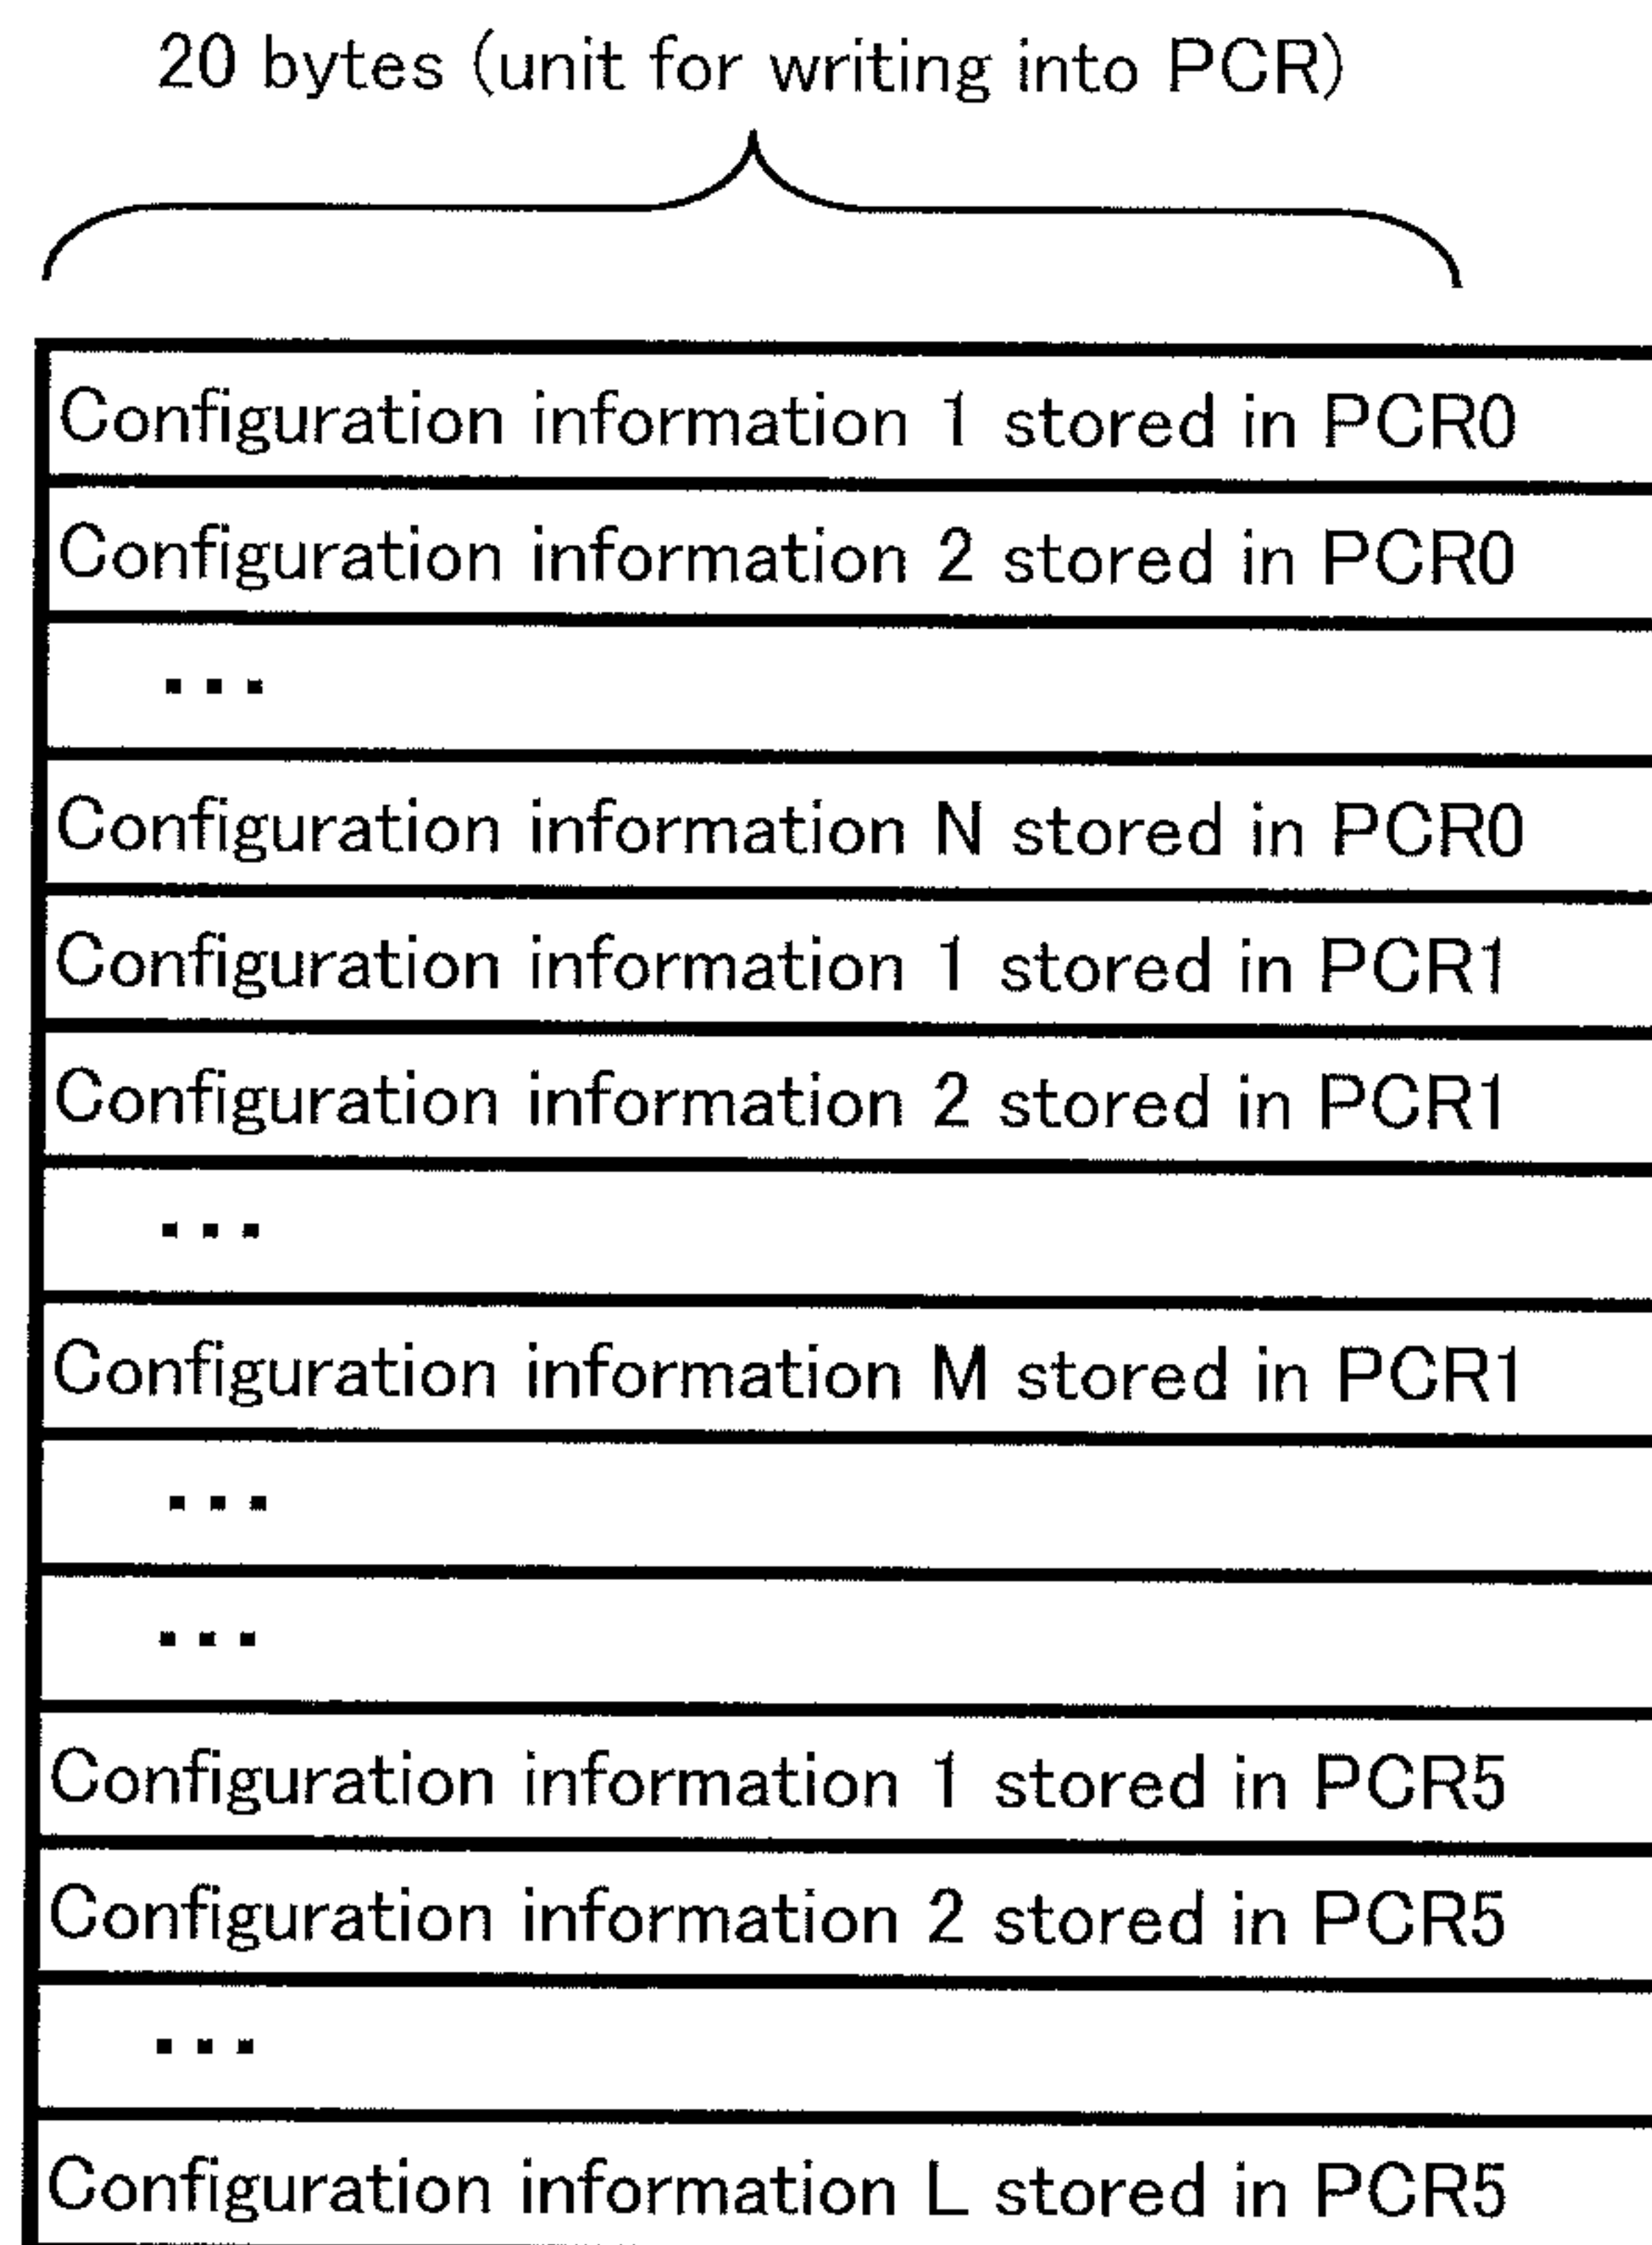 20 bytes (unit for writing into PCR)
Configuration information 1 stored in PCR0
Configuration information 2 stored in PCR0
...
Configuration information N stored in PCR0
Configuration information 1 stored in PCR1
Configuration information 2 stored in PCR1
...
Configuration information M stored in PCR1
...
...
Configuration information 1 stored in PCR5
Configuration information 2 stored in PCR5
...
Configuration information L stored in PCR5